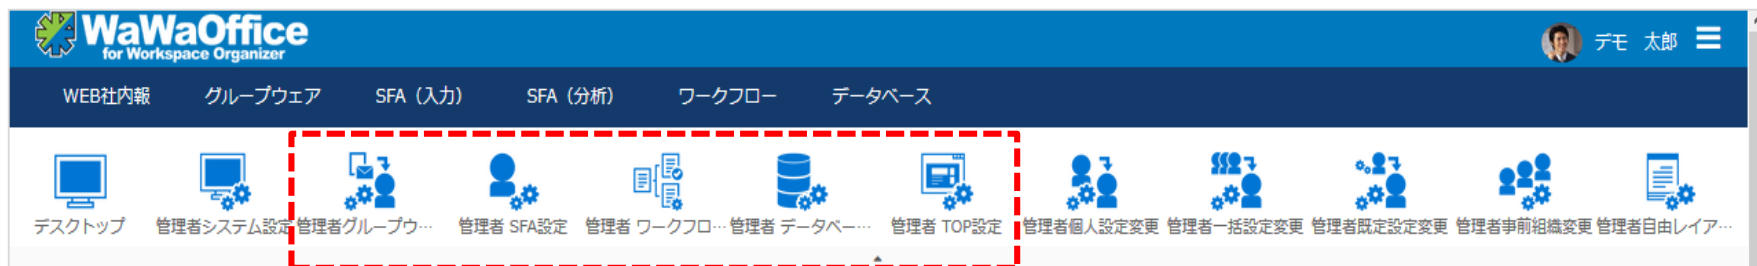 WaWaOffice
for Workspace Organizer
デモ 太郎
WEB社内報 グループウェア SFA（入力） SFA（分析） ワークフロー データベース
デスクトップ 管理者システム設定 管理者グループウ… 管理者 SFA設定 管理者 ワークフロ… 管理者 データベー… 管理者 TOP設定 管理者個人設定変更 管理者一括設定変更 管理者既定設定変更 管理者事前組織変更 管理者自由レイア…